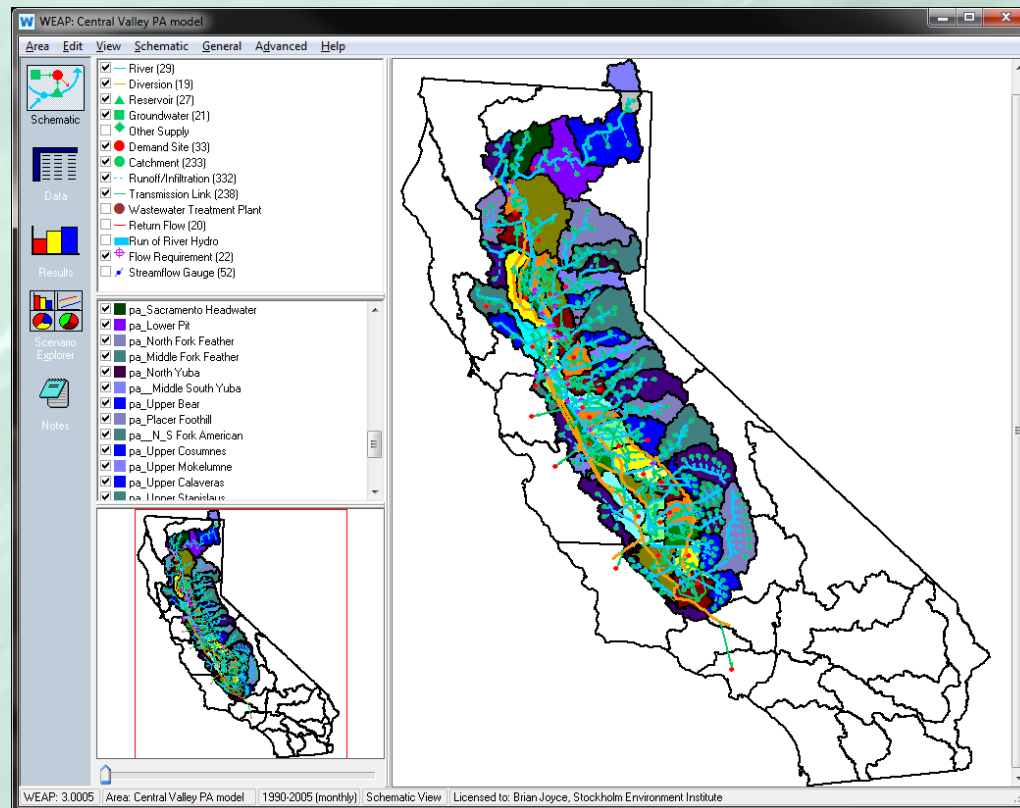 WEAP: Central Valley PA model
Area Edit View Schematic General Advanced Help
Schematic
Data
Results
Scenario
Explorer
Notes
River (29)
Diversion (19)
Reservoir (27)
Groundwater (21)
Other Supply
Demand Site (33)
Catchment (233)
Runoff/Infiltration (332)
Transmission Link (238)
Wastewater Treatment Plant
Return Flow (20)
Run of River Hydro
Flow Requirement (22)
Streamflow Gauge (52)
pa_Sacramento Headwater
pa_Lower Pit
pa_North Fork Feather
pa_Middle Fork Feather
pa_North Yuba
pa__Middle South Yuba
pa_Upper Bear
pa_Placer Foothill
pa__N_S Fork American
pa_Upper Cosumnes
pa_Upper Mokelumne
pa_Upper Calaveras
pa_Upper Stanislaus
WEAP: 3.0005 Area: Central Valley PA model 1990-2005 (monthly) Schematic View Licensed to: Brian Joyce, Stockholm Environment Institute